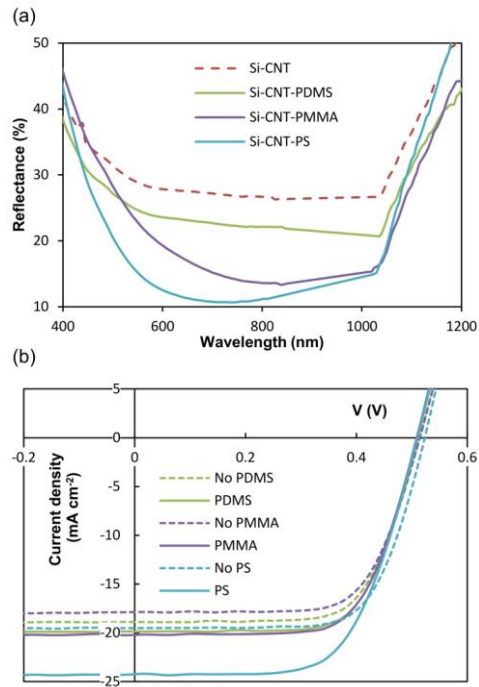 (a)
50
40
30
20
10
Reflectance (%)
Si-CNT
Si-CNT-PDMS
Si-CNT-PMMA
Si-CNT-PS
400 600 800 1000 1200
Wavelength (nm)
(b)
5
V (V)
0
-0.2 0 0.2 0.4 0.6
-5
-10
-15
-20
-25
Current density
(mA cm⁻²)
No PDMS
PDMS
No PMMA
PMMA
No PS
PS